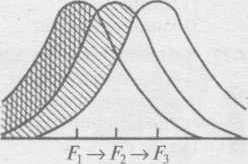 F₁ → F₂ → F₃